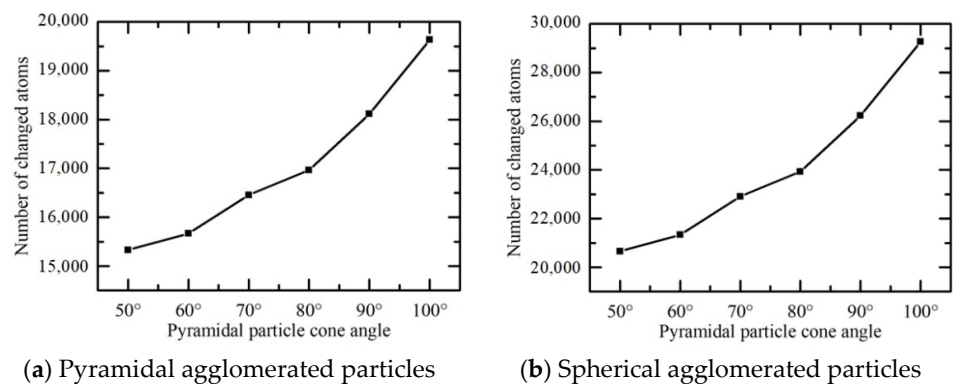 20,000
19,000
18,000
17,000
16,000
15,000
Number of changed atoms
50° 60° 70° 80° 90° 100°
Pyramidal particle cone angle
(a) Pyramidal agglomerated particles
30,000
28,000
26,000
24,000
22,000
20,000
Number of changed atoms
50° 60° 70° 80° 90° 100°
Pyramidal particle cone angle
(b) Spherical agglomerated particles